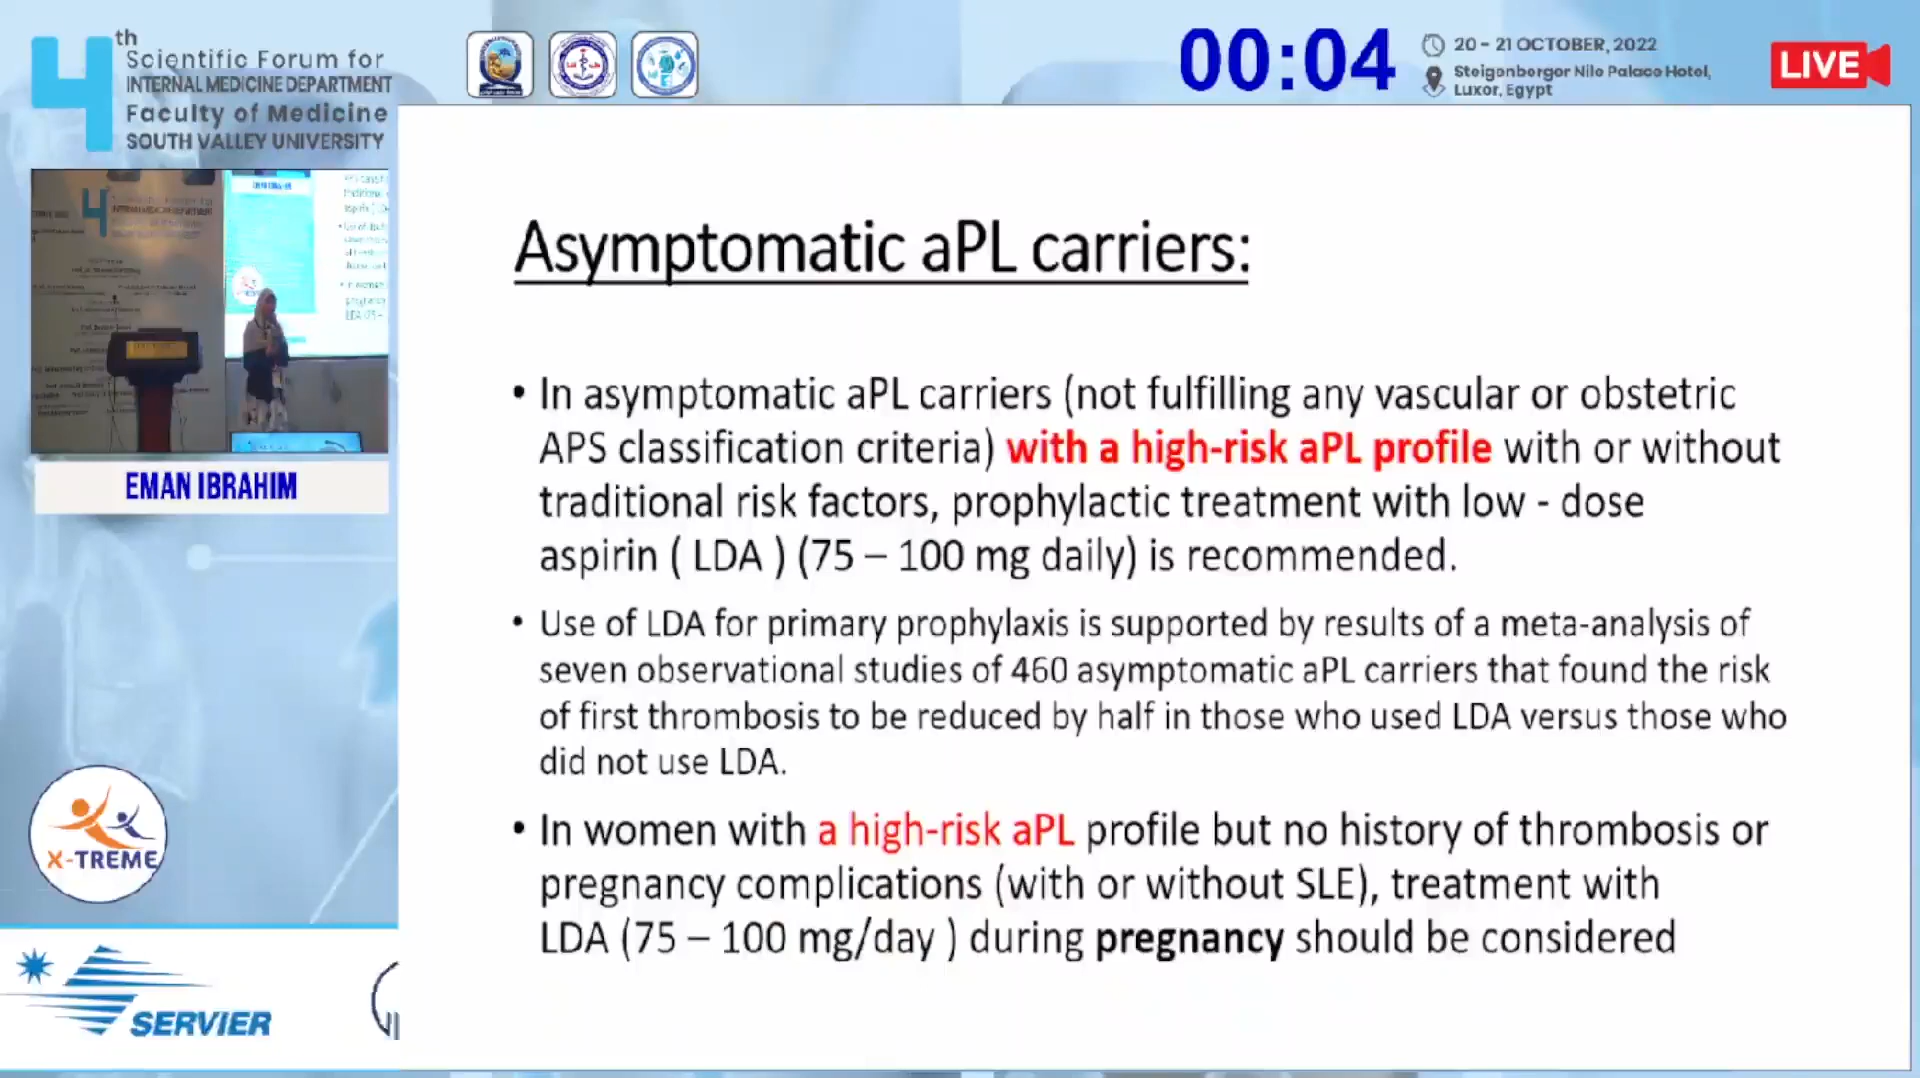 4th
Scientific Forum for
INTERNAL MEDICINE DEPARTMENT
Faculty of Medicine
SOUTH VALLEY UNIVERSITY
00:04
20 - 21 OCTOBER, 2022
Steigenberger Nile Palace Hotel,
Luxor, Egypt
LIVE
EMAN IBRAHIM
Asymptomatic aPL carriers:
• In asymptomatic aPL carriers (not fulfilling any vascular or obstetric
APS classification criteria) with a high-risk aPL profile with or without
traditional risk factors, prophylactic treatment with low - dose
aspirin ( LDA ) (75 – 100 mg daily) is recommended.
• Use of LDA for primary prophylaxis is supported by results of a meta-analysis of
seven observational studies of 460 asymptomatic aPL carriers that found the risk
of first thrombosis to be reduced by half in those who used LDA versus those who
did not use LDA.
• In women with a high-risk aPL profile but no history of thrombosis or
pregnancy complications (with or without SLE), treatment with
LDA (75 – 100 mg/day ) during pregnancy should be considered
X-TREME
SERVIER